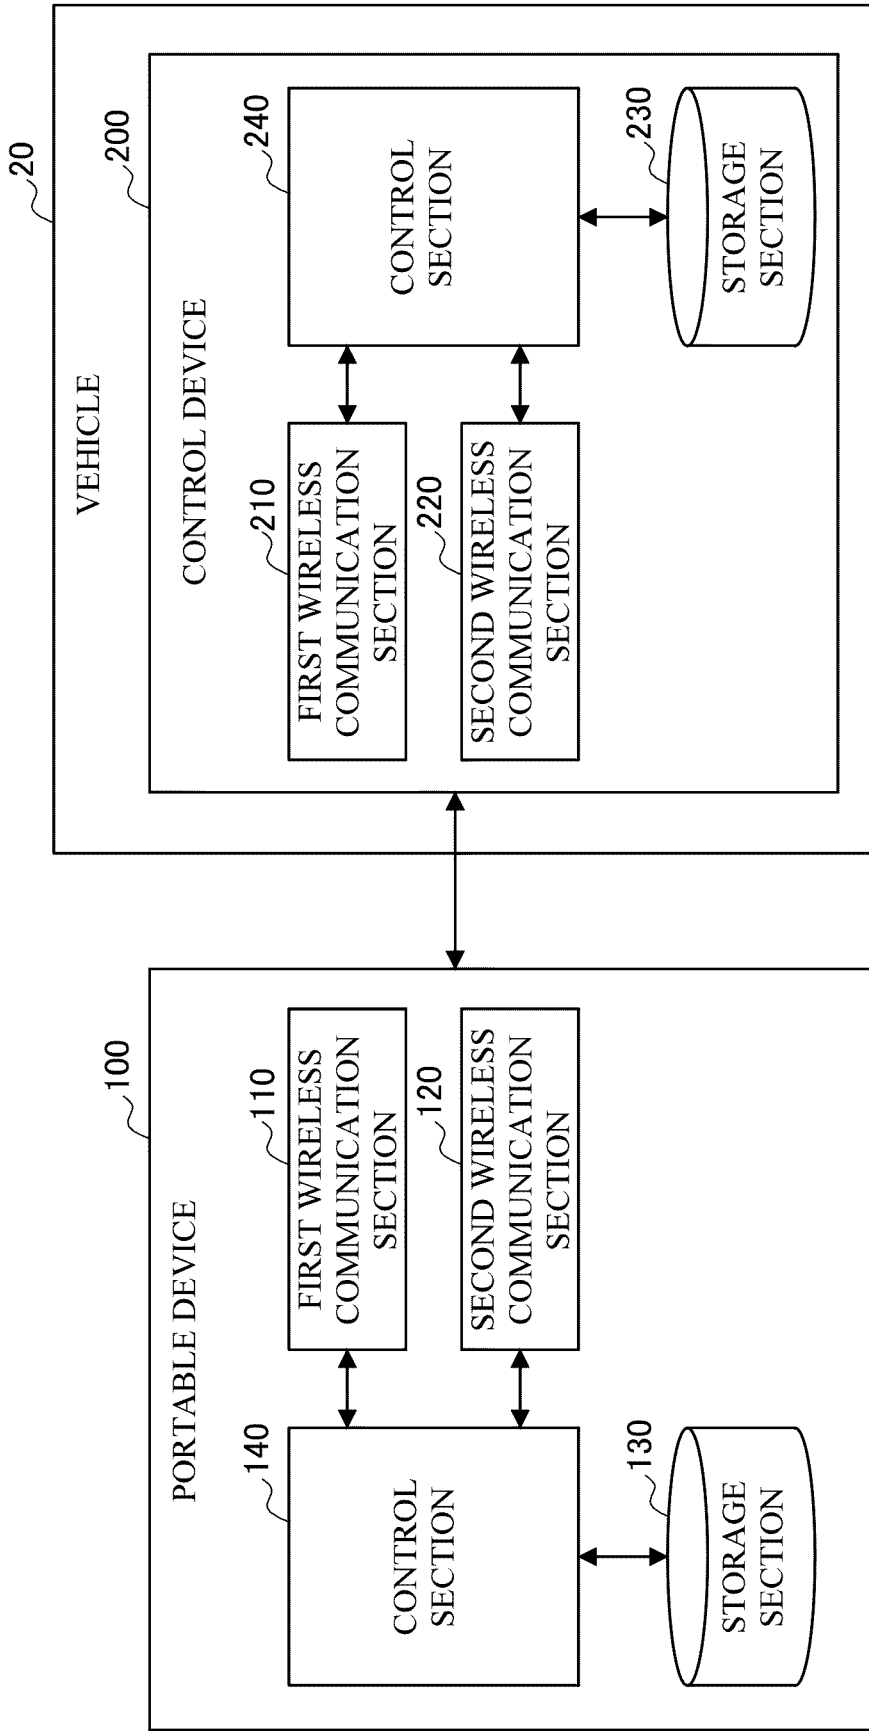 100
PORTABLE DEVICE
140
CONTROL
SECTION
110
FIRST WIRELESS
COMMUNICATION
SECTION
120
SECOND WIRELESS
COMMUNICATION
SECTION
130
STORAGE
SECTION
20
VEHICLE
200
CONTROL DEVICE
210
FIRST WIRELESS
COMMUNICATION
SECTION
240
CONTROL
SECTION
220
SECOND WIRELESS
COMMUNICATION
SECTION
230
STORAGE
SECTION